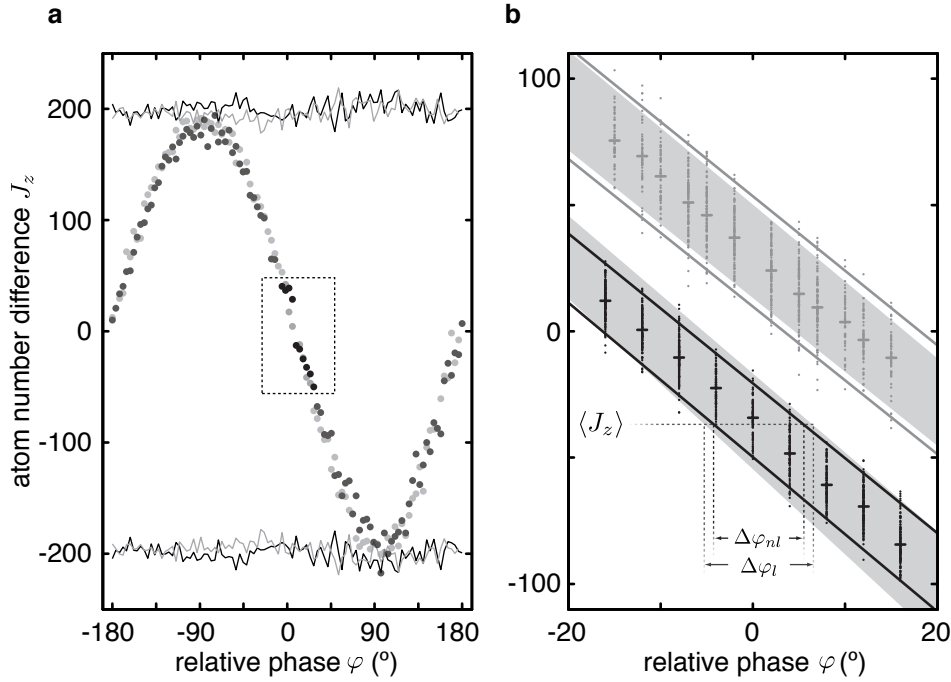 a
b
atom number difference J_z
200
100
0
-100
-200
-180
-90
0
90
180
relative phase φ (º)
100
0
-100
⟨J_z⟩
Δφ_nl
Δφ_l
-20
0
20
relative phase φ (º)